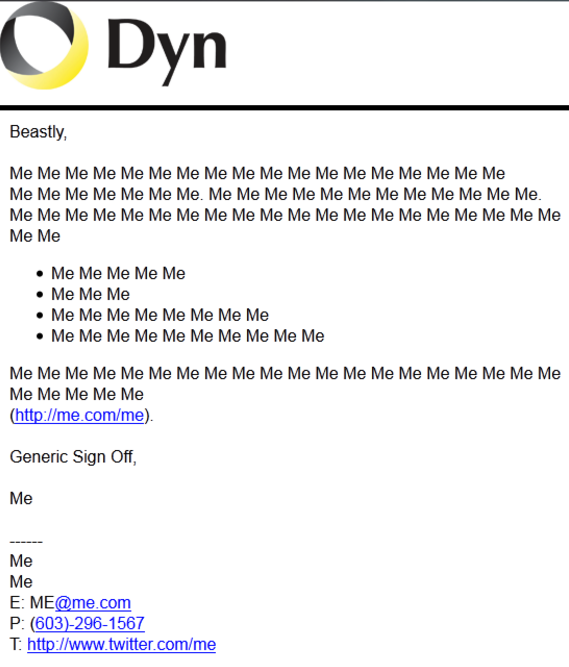 Dyn
Beastly,
Me Me Me Me Me Me Me Me Me Me Me Me Me Me Me Me Me Me
Me Me Me Me Me Me Me. Me Me Me Me Me Me Me Me Me Me Me Me.
Me Me Me Me Me Me Me Me Me Me Me Me Me Me Me Me Me Me Me Me
Me Me
• Me Me Me Me Me
• Me Me Me
• Me Me Me Me Me Me Me Me
• Me Me Me Me Me Me Me Me Me Me
Me Me Me Me Me Me Me Me Me Me Me Me Me Me Me Me Me Me Me Me
Me Me Me Me Me
(http://me.com/me).
Generic Sign Off,
Me
------
Me
Me
E: ME@me.com
P: (603)-296-1567
T: http://www.twitter.com/me